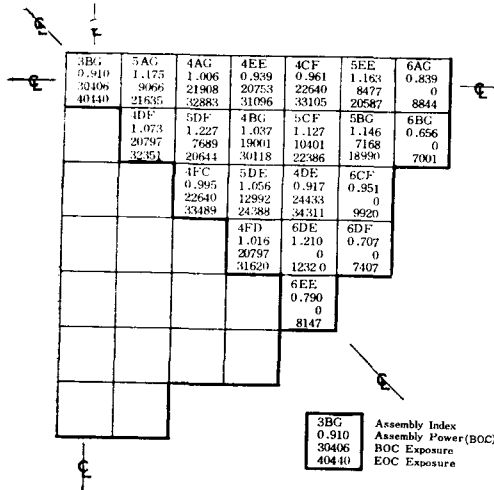 ℄
℄
℄
℄
3BG 5AG 4AG 4EE 4CF 5EE 6AG
0.910 1.175 1.006 0.939 0.961 1.163 0.839
30406 9066 21908 20753 22640 8477 0
40440 21635 32883 31096 33105 20587 8844
4DF 5DF 4BG 5CF 5BG 6BG
1.073 1.227 1.037 1.127 1.146 0.656
20797 7689 19001 10401 7168 0
32351 20644 30118 22386 18990 7001
4FC 5DE 4DE 6CF
0.995 1.056 0.917 0.951
22640 12992 24433 0
33489 24388 34311 9920
4FD 6DE 6DF
1.016 1.210 0.707
20797 0 0
31620 12320 7407
6EE
0.790
0
8147
℄
℄
3BG Assembly Index
0.910 Assembly Power (BOC)
30406 BOC Exposure
40440 EOC Exposure